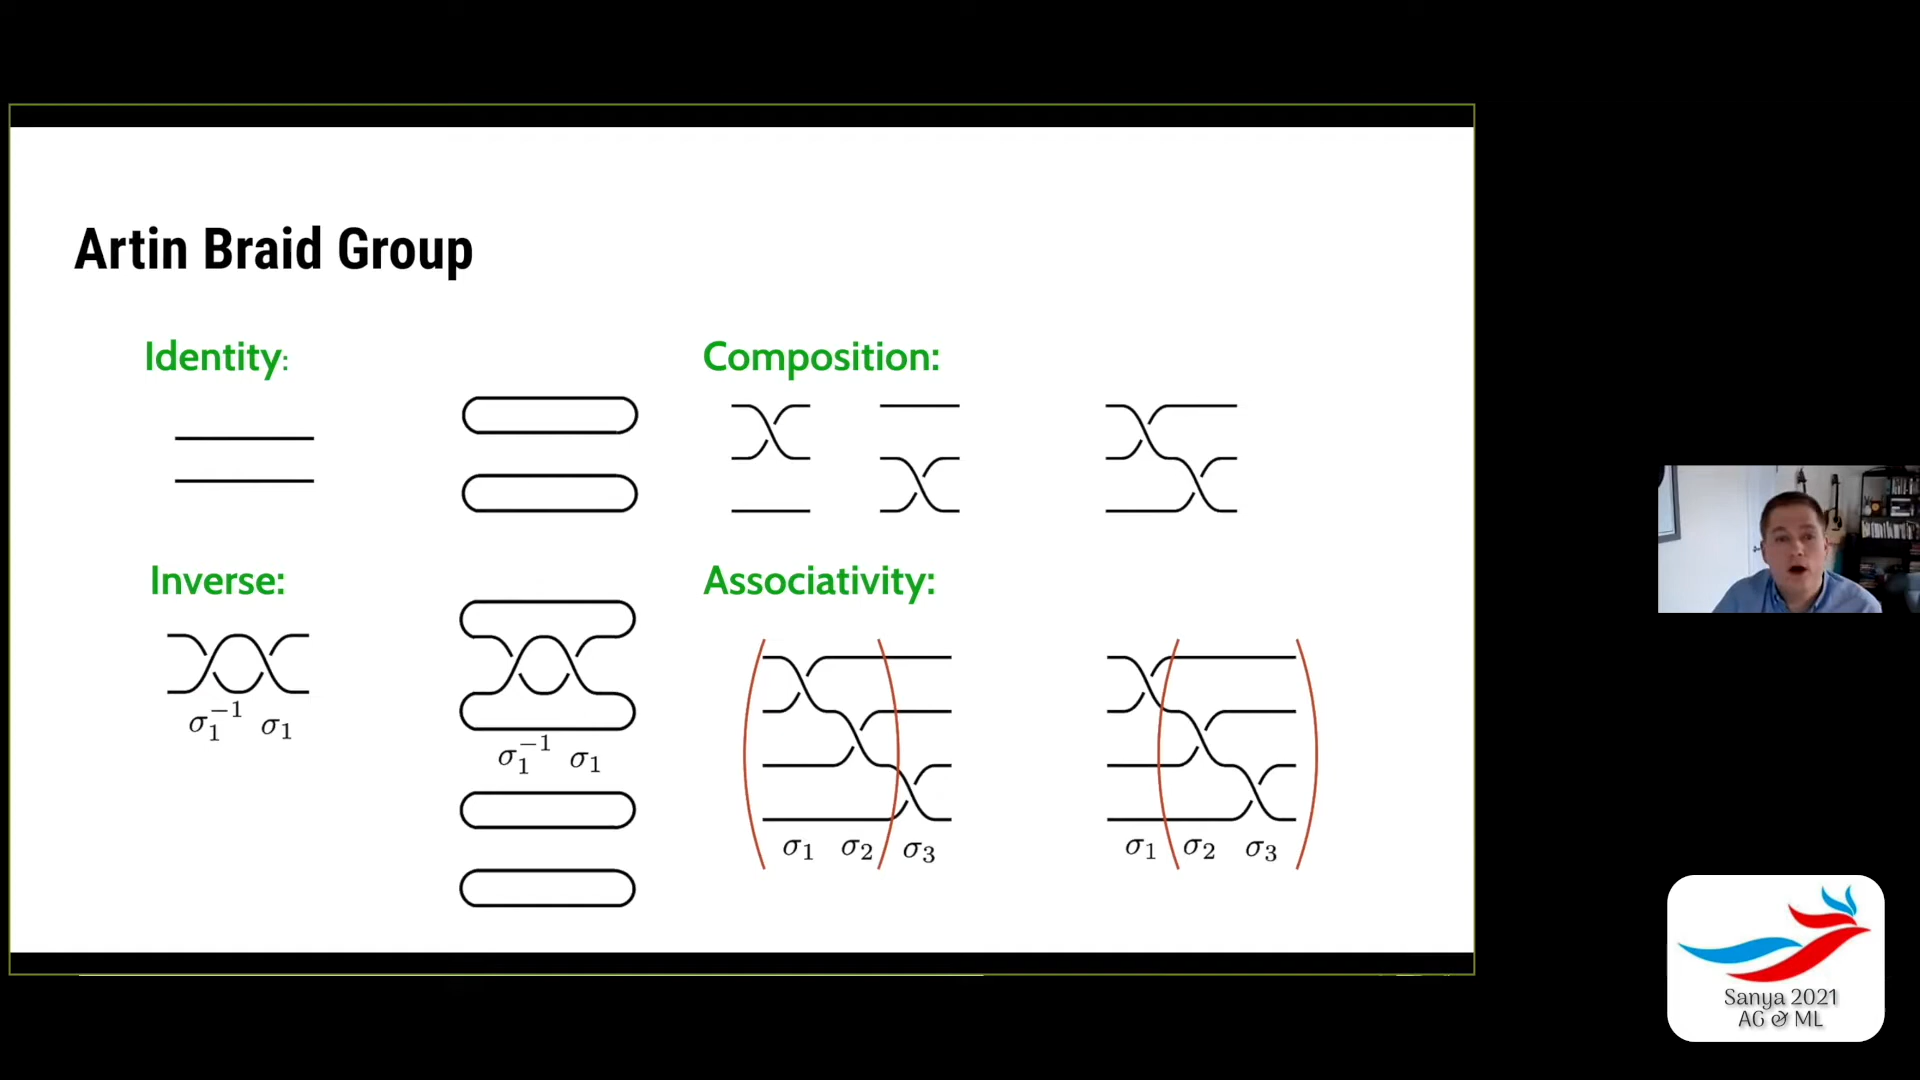 Artin Braid Group
Identity:
Composition:
Inverse:
σ₁⁻¹ σ₁
σ₁⁻¹ σ₁
Associativity:
σ₁ σ₂ σ₃
σ₁ σ₂ σ₃
Sanya 2021
AG & ML